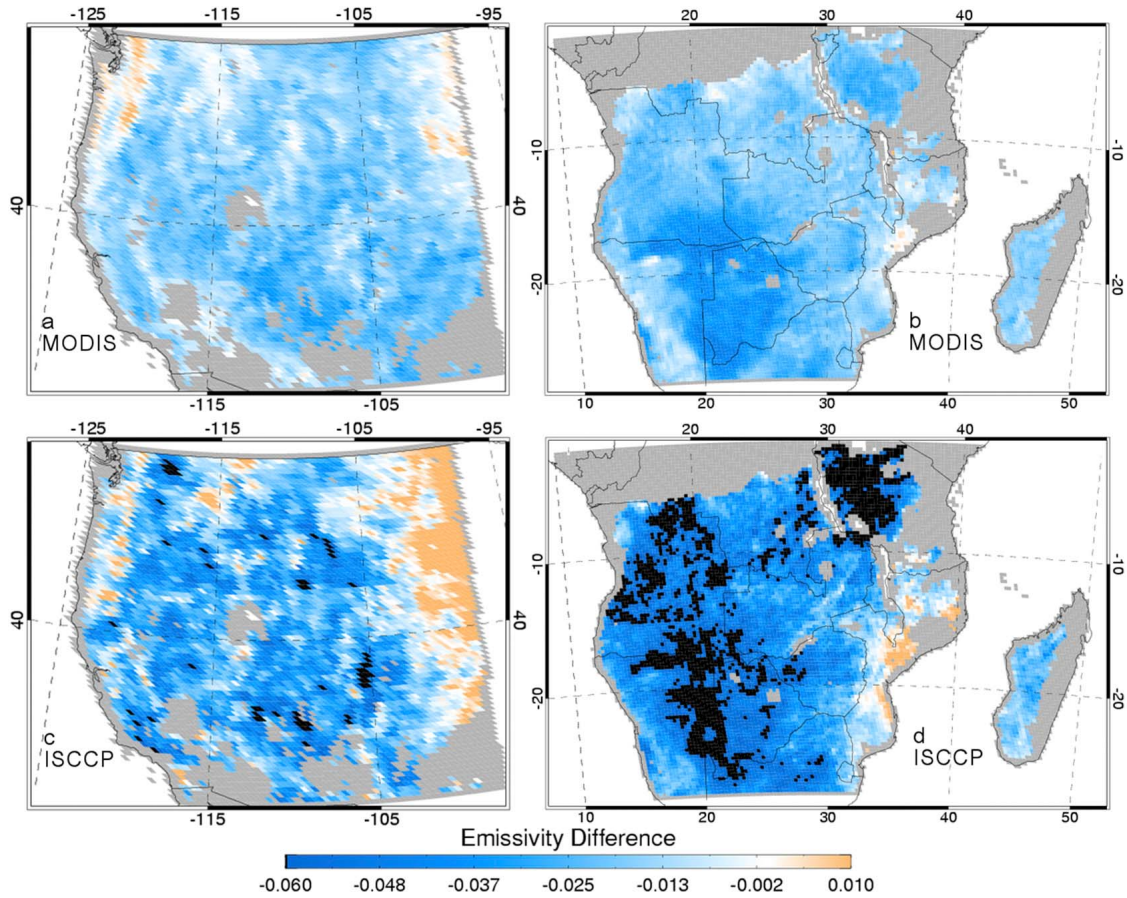 -125 -115 -105 -95
20 30 40
40 40
-10 -10
-20 -20
a
MODIS
b
MODIS
-115 -105
10 20 30 40 50
-125 -115 -105 -95
20 30 40
40 40
-10 -10
-20 -20
c
ISCCP
d
ISCCP
-115 -105
10 20 30 40 50
Emissivity Difference
-0.060 -0.048 -0.037 -0.025 -0.013 -0.002 0.010